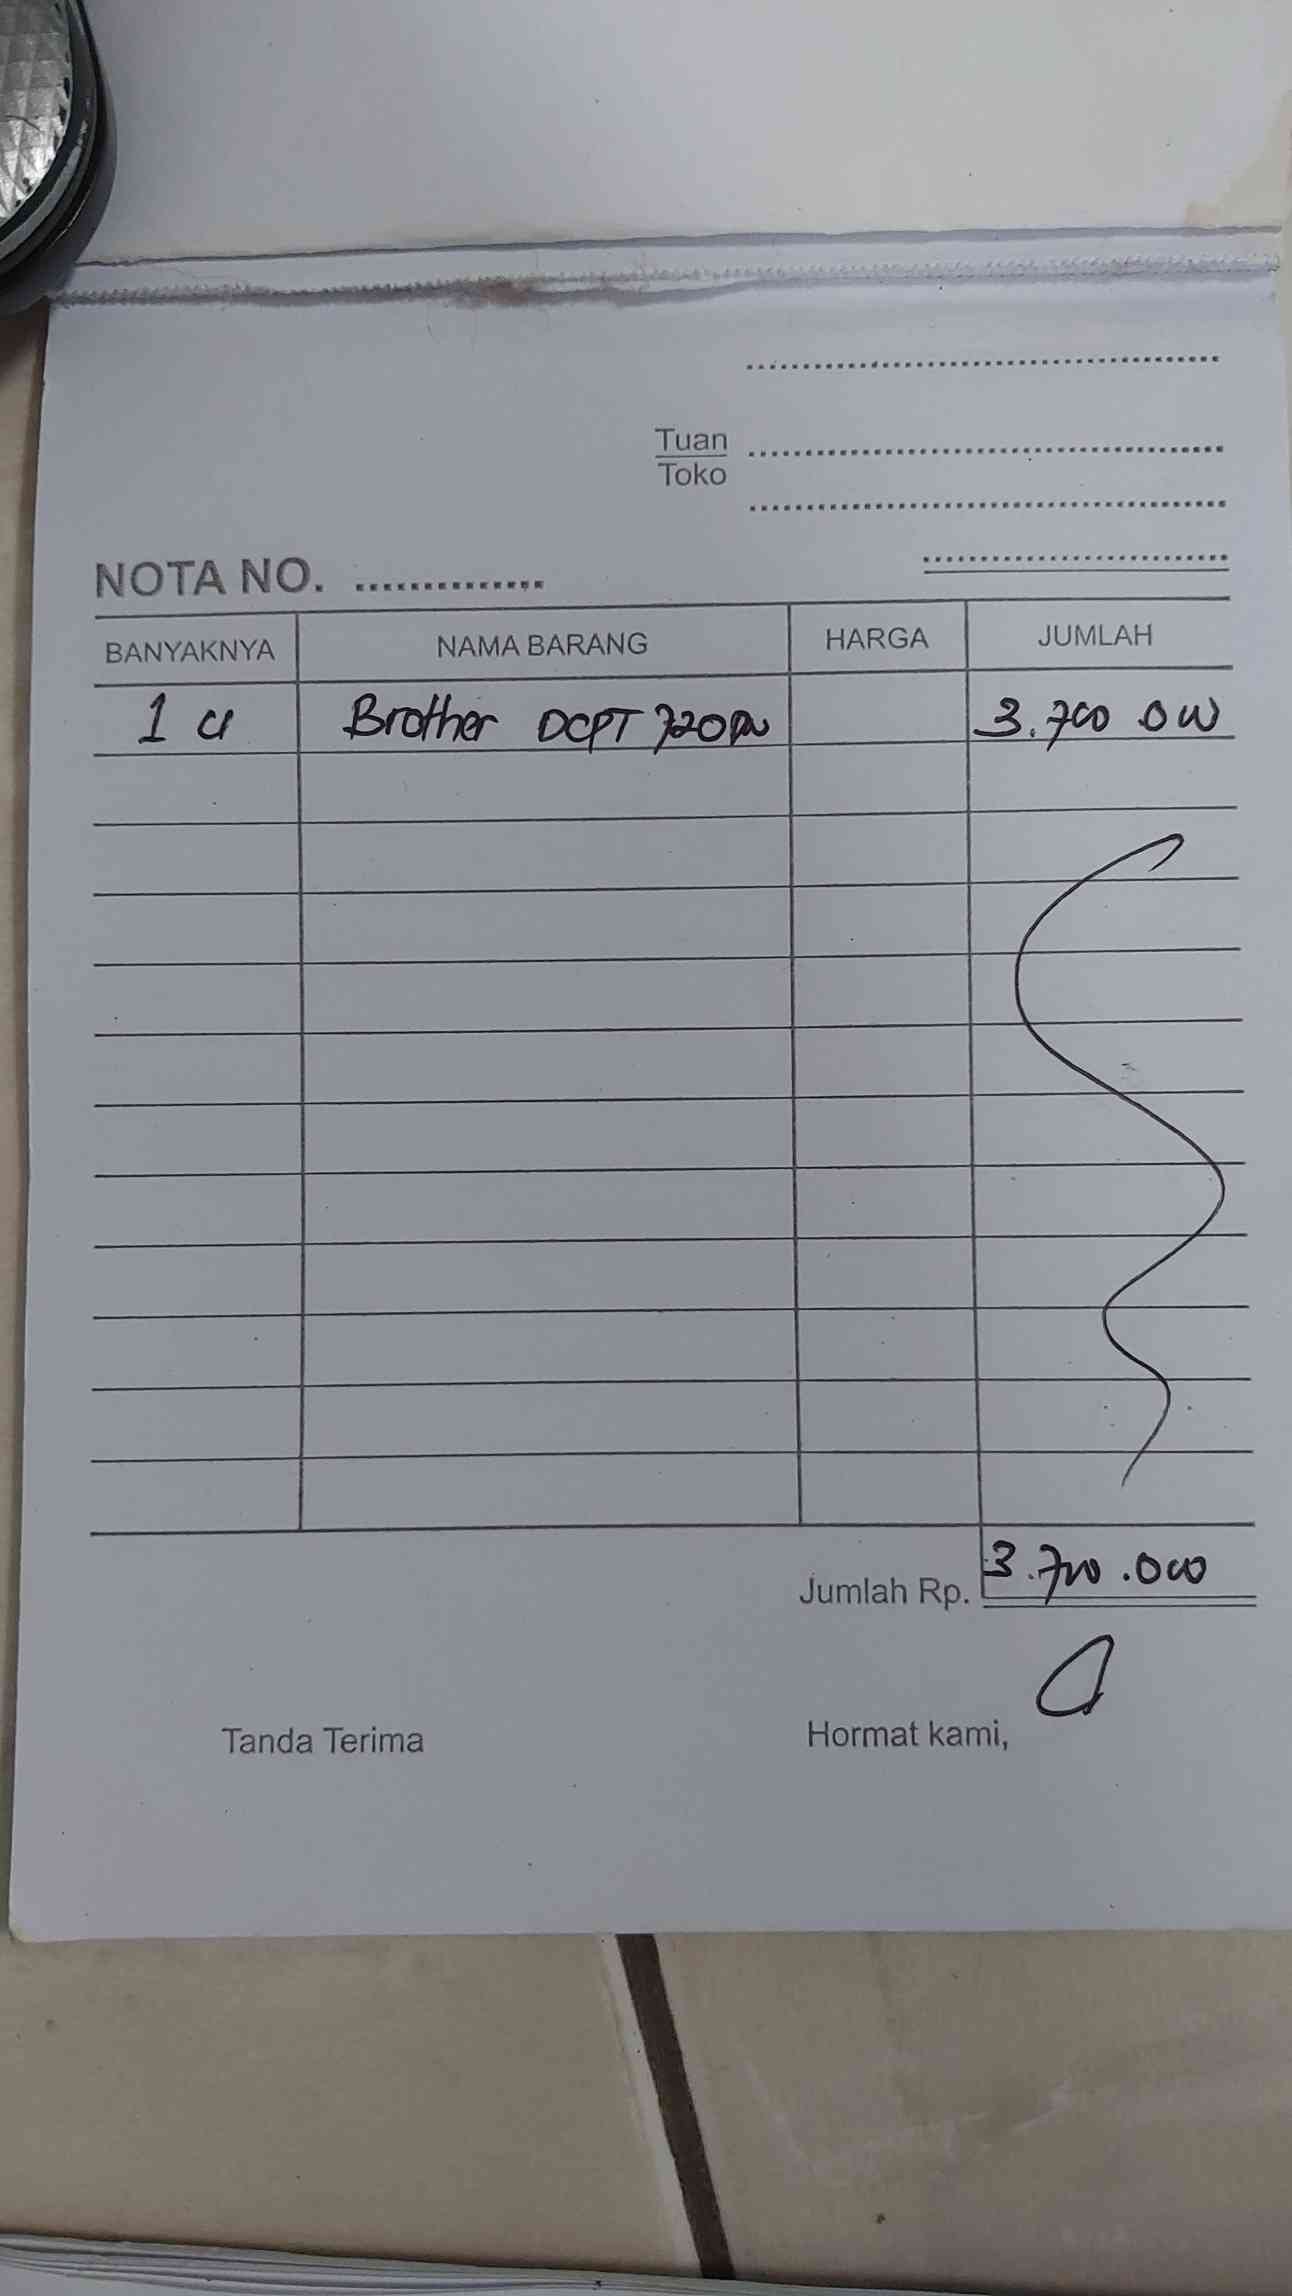 Tuan
Toko
NOTA NO.
BANYAKNYA NAMA BARANG HARGA JUMLAH
1 u Brother DCPT 720DW 3.700 000
Jumlah Rp. 3.700.000
Tanda Terima Hormat kami,